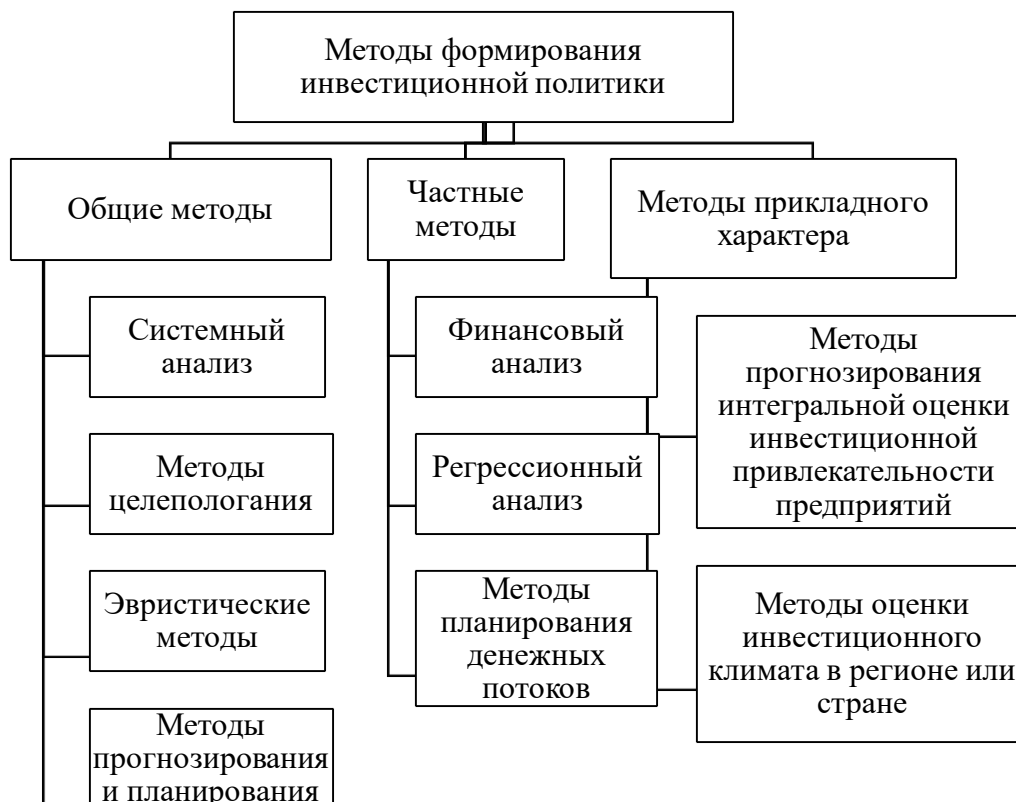 Методы формирования
инвестиционной политики
Общие методы
Частные
методы
Методы прикладного
характера
Системный
анализ
Методы
целепологания
Эвристические
методы
Методы
прогнозирования
и планирования
Финансовый
анализ
Регрессионный
анализ
Методы
планирования
денежных
потоков
Методы
прогнозирования
интегральной оценки
инвестиционной
привлекательности
предприятий
Методы оценки
инвестиционного
климата в регионе или
стране